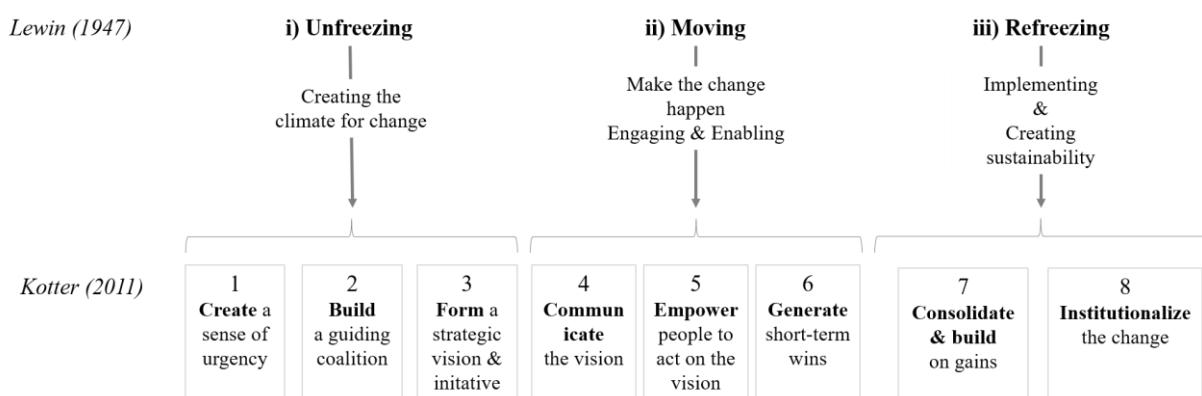 Lewin (1947)
i) Unfreezing
ii) Moving
iii) Refreezing
Creating the
climate for change
Make the change
happen
Engaging & Enabling
Implementing
&
Creating
sustainability
Kotter (2011)
1
Create a
sense of
urgency
2
Build
a guiding
coalition
3
Form a
strategic
vision &
initative
4
Commun
icate
the vision
5
Empower
people to
act on the
vision
6
Generate
short-term
wins
7
Consolidate
& build
on gains
8
Institutionalize
the change